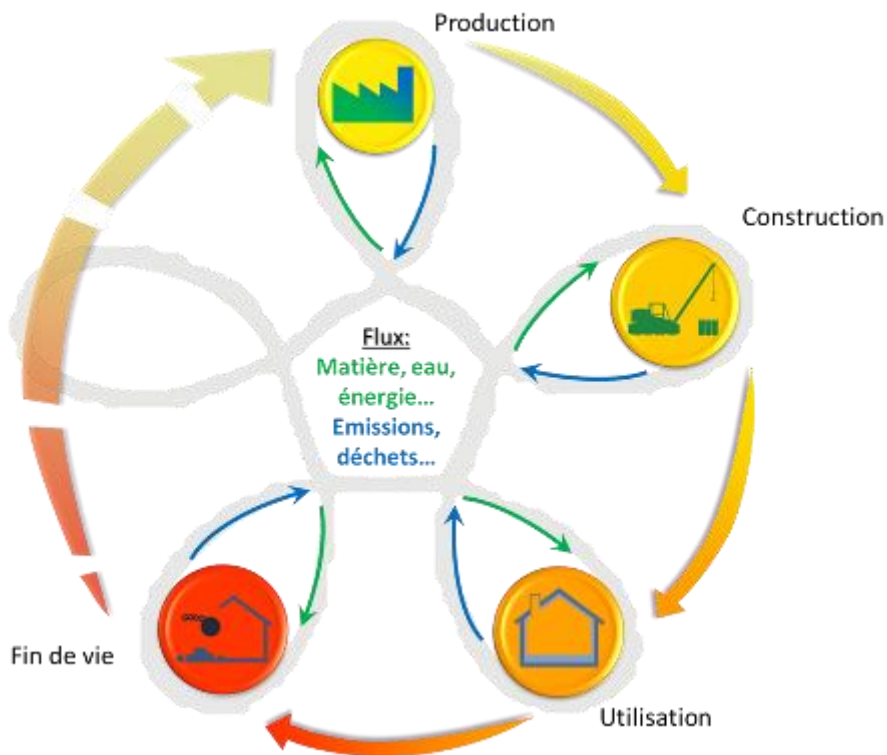 Production
Construction
Flux:
Matière, eau,
énergie...
Emissions,
déchets...
Fin de vie
Utilisation